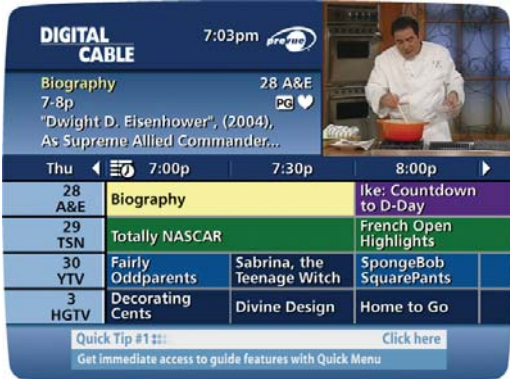 DIGITAL
CABLE
7:03pm
prevue
Biography
28 A&E
7-8p
PG
"Dwight D. Eisenhower", (2004),
As Supreme Allied Commander...
Thu 7:00p 7:30p 8:00p
28
A&E
Biography
Ike: Countdown
to D-Day
29
TSN
Totally NASCAR
French Open
Highlights
30
YTV
Fairly
Oddparents
Sabrina, the
Teenage Witch
SpongeBob
SquarePants
3
HGTV
Decorating
Cents
Divine Design
Home to Go
Quick Tip #1
Click here
Get immediate access to guide features with Quick Menu